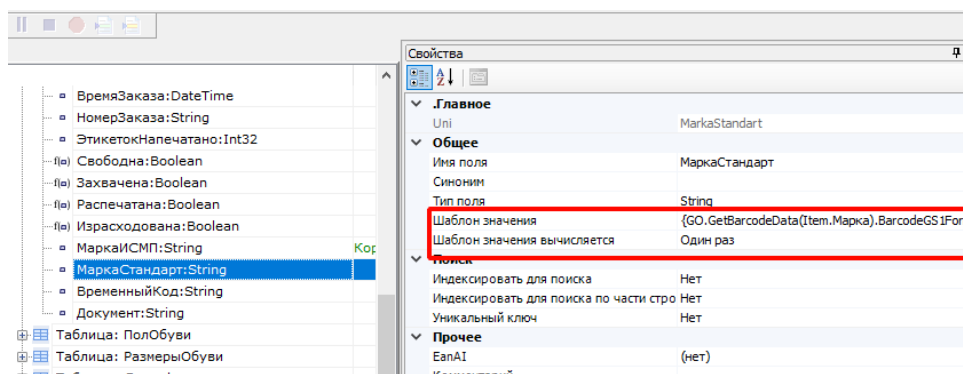 Свойства
ВремяЗаказа:DateTime
НомерЗаказа:String
ЭтикетокНапечатано:Int32
Свободна:Boolean
Захвачена:Boolean
Распечатана:Boolean
Израсходована:Boolean
МаркаИСМП:String Кор
МаркаСтандарт:String
ВременныйКод:String
Документ:String
Таблица: ПолОбуви
Таблица: РазмерыОбуви
.Главное
Uni MarkaStandart
Общее
Имя поля МаркаСтандарт
Синоним
Тип поля String
Шаблон значения {GO.GetBarcodeData(Item.Марка).BarcodeGS1For
Шаблон значения вычисляется Один раз
Поиск
Индексировать для поиска Нет
Индексировать для поиска по части стро Нет
Уникальный ключ Нет
Прочее
EanAI (нет)